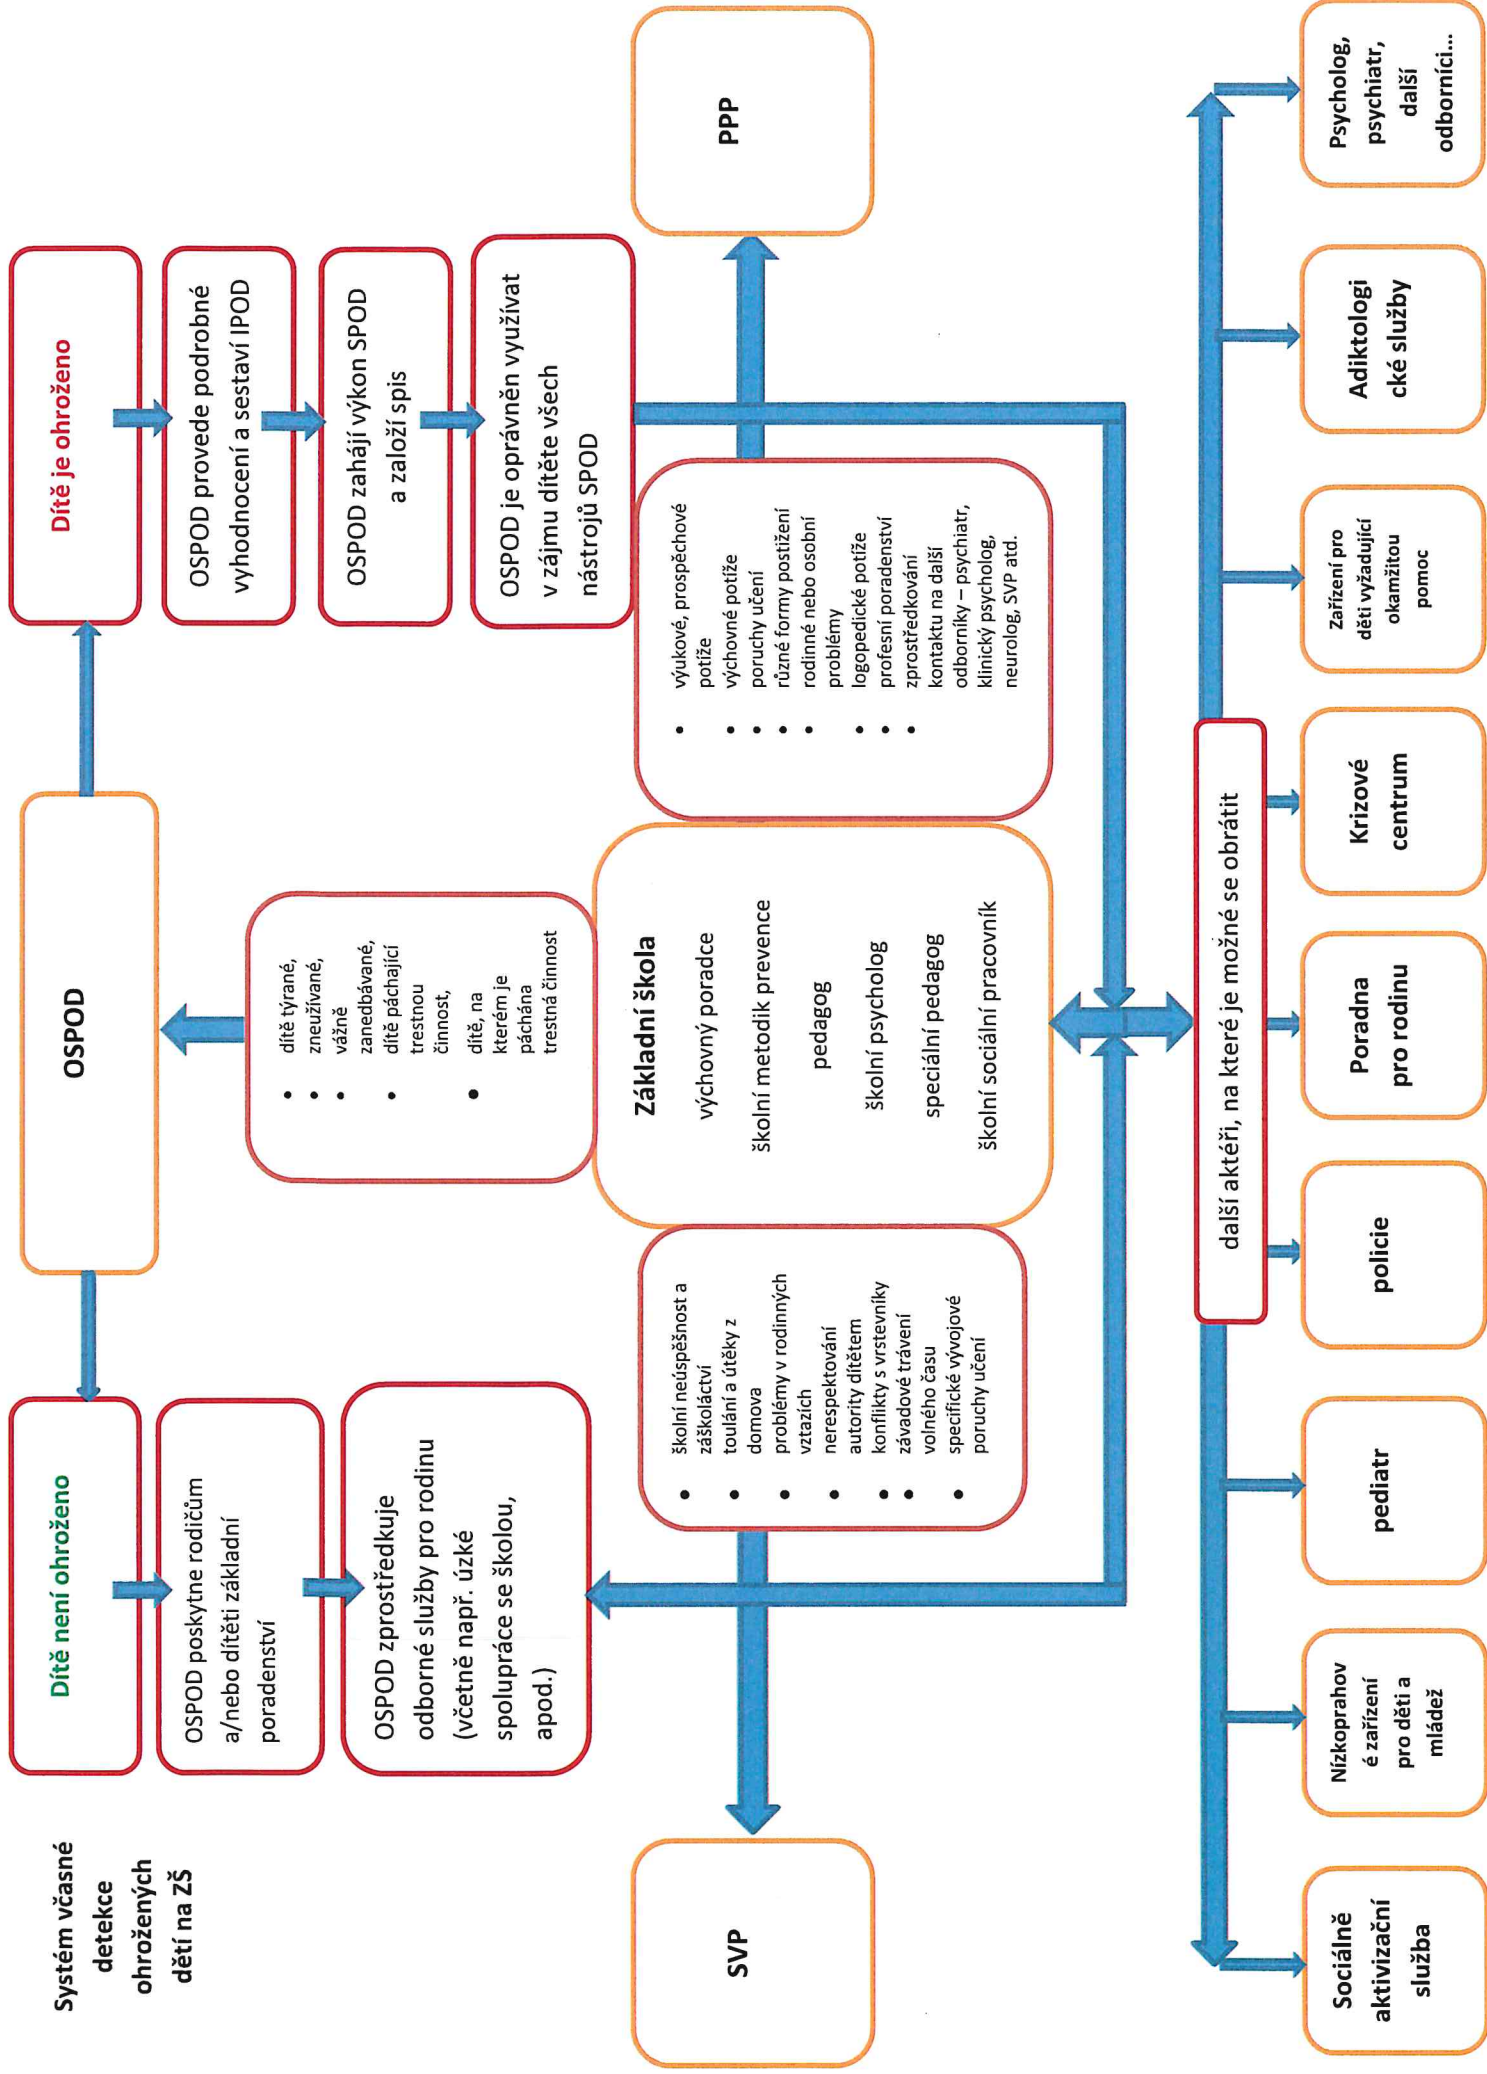 Systém včasné
detekce
ohrožených
dětí na ZŠ
Dítě není ohroženo
OSPOD poskytne rodičům
a/nebo dítěti základní
poradenství
OSPOD zprostředkuje
odborné služby pro rodinu
(včetně např. úzké
spolupráce se školou,
apod.)
OSPOD
Dítě je ohroženo
OSPOD provede podrobné
vyhodnocení a sestaví IPOD
OSPOD zahájí výkon SPOD
a založí spis
OSPOD je oprávněn využívat
v zájmu dítěte všech
nástrojů SPOD
• dítě týrané,
• zneužívané,
• vážně
zanedbávané,
• dítě páchající
trestnou
činnost,
• dítě, na
kterém je
páchána
trestná činnost
SVP
• školní neúspěšnost a
záškoláctví
• toulání a útěky z
domova
• problémy v rodinných
vztazích
• nerespektování
autority dítětem
• konflikty s vrstevníky
• závadové trávení
volného času
• specifické vývojové
poruchy učení
Základní škola
výchovný poradce
školní metodik prevence
pedagog
školní psycholog
speciální pedagog
školní sociální pracovník
• výukové, prospěchové
potíže
• výchovné potíže
• poruchy učení
• různé formy postižení
• rodinné nebo osobní
problémy
• logopedické potíže
• profesní poradenství
• zprostředkování
kontaktu na další
odborníky – psychiatr,
klinický psycholog,
neurolog, SVP atd.
PPP
další aktéři, na které je možné se obrátit
Sociálně
aktivizační
služba
Nízkoprahov
é zařízení
pro děti a
mládež
pediatr
policie
Poradna
pro rodinu
Krizové
centrum
Zařízení pro
děti vyžadující
okamžitou
pomoc
Adiktologi
cké služby
Psycholog,
psychiatr,
další
odborníci...